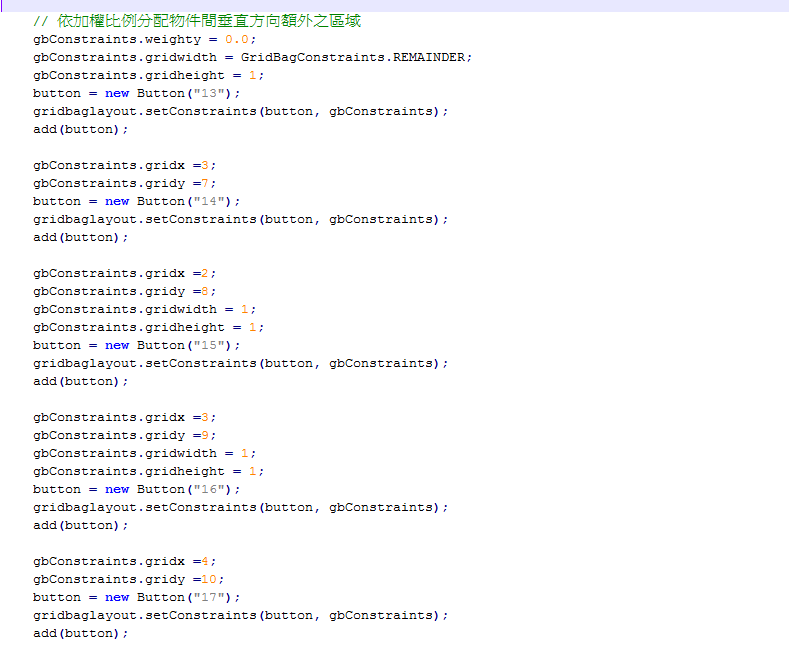 // 依加權比例分配物件間垂直方向額外之區域
gbConstraints.weighty = 0.0;
gbConstraints.gridwidth = GridBagConstraints.REMAINDER;
gbConstraints.gridheight = 1;
button = new Button("13");
gridbaglayout.setConstraints(button, gbConstraints);
add(button);
gbConstraints.gridx =3;
gbConstraints.gridy =7;
button = new Button("14");
gridbaglayout.setConstraints(button, gbConstraints);
add(button);
gbConstraints.gridx =2;
gbConstraints.gridy =8;
gbConstraints.gridwidth = 1;
gbConstraints.gridheight = 1;
button = new Button("15");
gridbaglayout.setConstraints(button, gbConstraints);
add(button);
gbConstraints.gridx =3;
gbConstraints.gridy =9;
gbConstraints.gridwidth = 1;
gbConstraints.gridheight = 1;
button = new Button("16");
gridbaglayout.setConstraints(button, gbConstraints);
add(button);
gbConstraints.gridx =4;
gbConstraints.gridy =10;
button = new Button("17");
gridbaglayout.setConstraints(button, gbConstraints);
add(button);